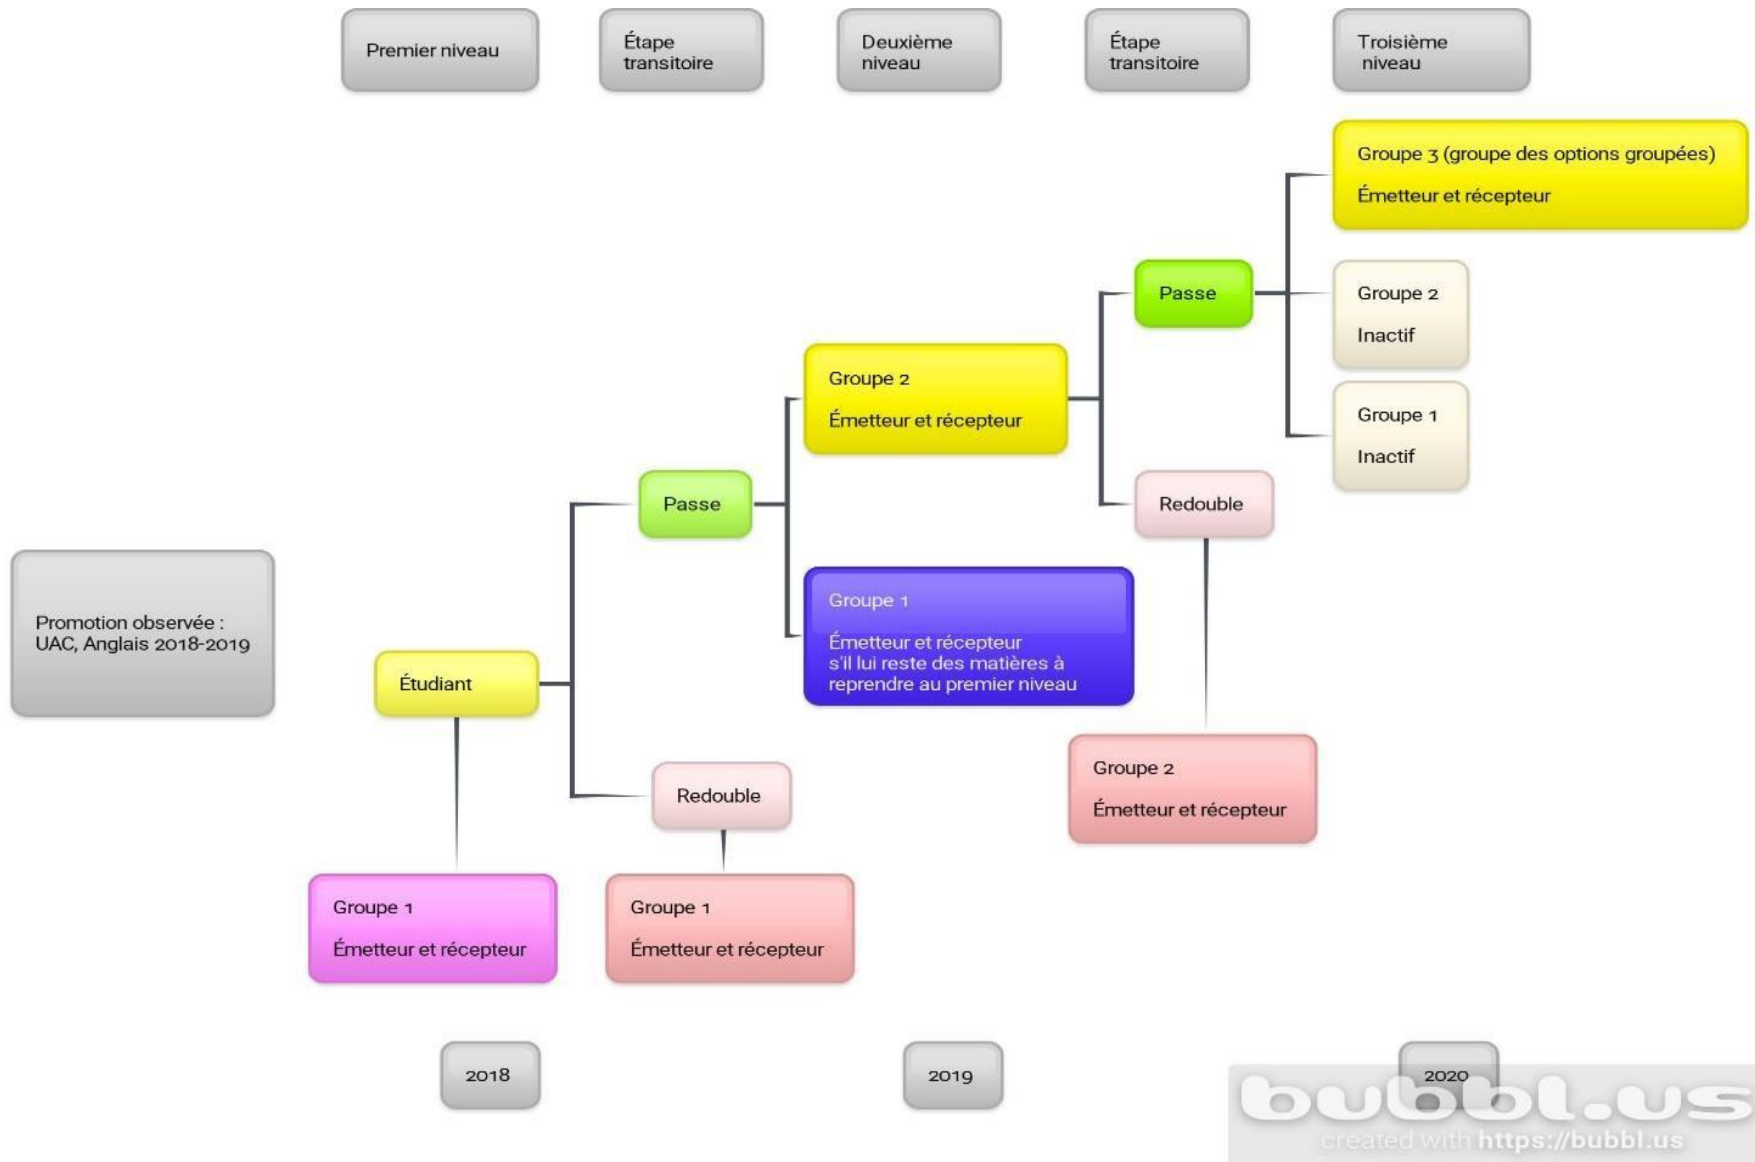 Premier niveau
Étape
transitoire
Deuxième
niveau
Étape
transitoire
Troisième
niveau
Groupe 3 (groupe des options groupées)
Émetteur et récepteur
Passe
Groupe 2
Inactif
Groupe 1
Inactif
Groupe 2
Émetteur et récepteur
Passe
Redouble
Promotion observée :
UAC, Anglais 2018-2019
Étudiant
Groupe 1
Émetteur et récepteur
s'il lui reste des matières à
reprendre au premier niveau
Redouble
Groupe 2
Émetteur et récepteur
Groupe 1
Émetteur et récepteur
Groupe 1
Émetteur et récepteur
2018
2019
2020
bubbl.us
created with https://bubbl.us